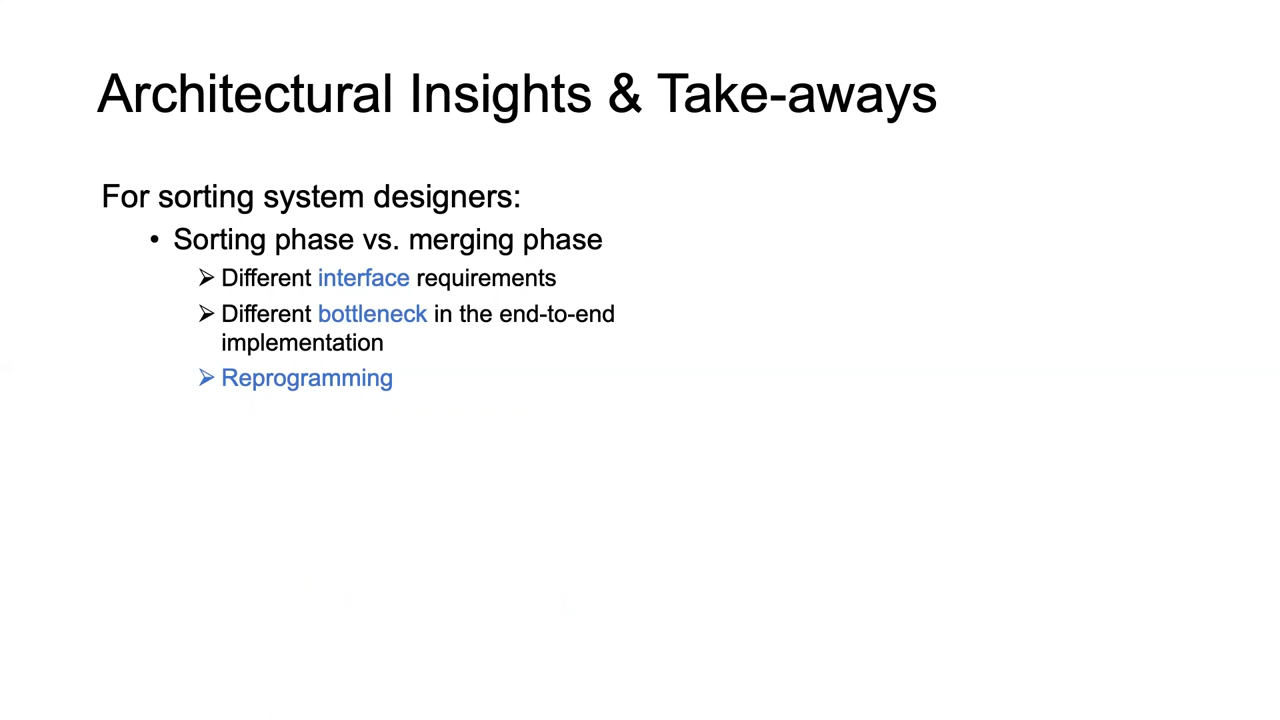 Architectural Insights & Take-aways
For sorting system designers:
• Sorting phase vs. merging phase
➢ Different interface requirements
➢ Different bottleneck in the end-to-end
implementation
➢ Reprogramming